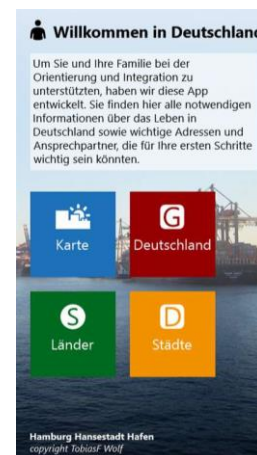 Willkommen in Deutschland
Um Sie und Ihre Familie bei der
Orientierung und Integration zu
unterstützten, haben wir diese App
entwickelt. Sie finden hier alle notwendigen
Informationen über das Leben in
Deutschland sowie wichtige Adressen und
Ansprechpartner, die für Ihre ersten Schritte
wichtig sein könnten.
Karte
G
Deutschland
S
Länder
D
Städte
Hamburg Hansestadt Hafen
copyright TobiasF Wolf